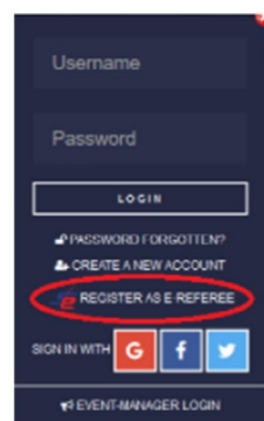 Username
Password
LOGIN
PASSWORD FORGOTTEN?
CREATE A NEW ACCOUNT
e REGISTER AS E REFEREE
SIGN IN WITH G f
EVENT-MANAGER LOGIN